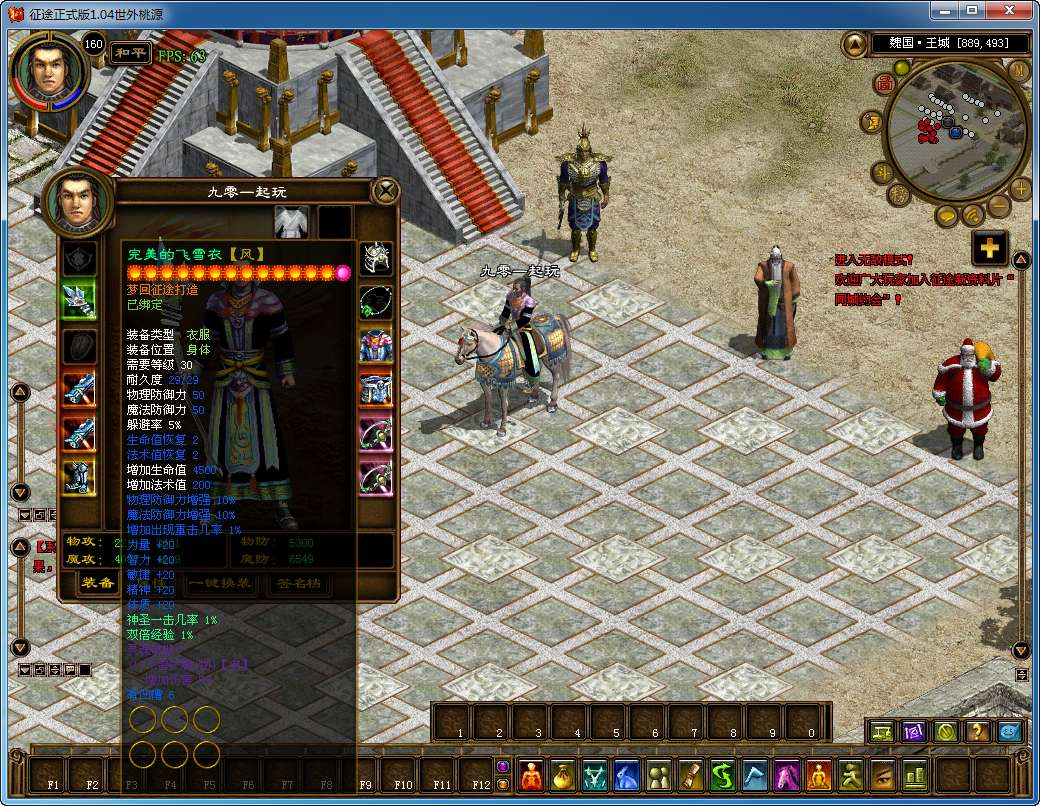 征途正式版1.04世外桃源
160
和平
FPS: 63
魏国·王城 [889,493]
M
九零一起玩
九零一起玩
进入无敌模式!
欢迎广大玩家加入征途新资料片“
同城约会”!
完美的飞雪衣【风】
梦回征途打造
已绑定
装备类型 衣服
装备位置 身体
需要等级 30
耐久度 29/29
物理防御力 50
魔法防御力 50
躲避率 5%
生命值恢复 2
法术值恢复 2
增加生命值 4500
增加法术值 200
物理防御力增强 10%
魔法防御力增强 10%
增加出现重击几率 1%
力量 +20
智力 +20
敏捷 +20
精神 +20
体质 +20
神圣一击几率 1%
双倍经验 1%
有凹槽 6
物攻:
物防: 5300
魔攻:
魔防: 6549
装备
一键换装
签名档
1 2 3 4 5 6 7 8 9 0
F1 F2 F3 F4 F5 F6 F7 F8 F9 F10 F11 F12